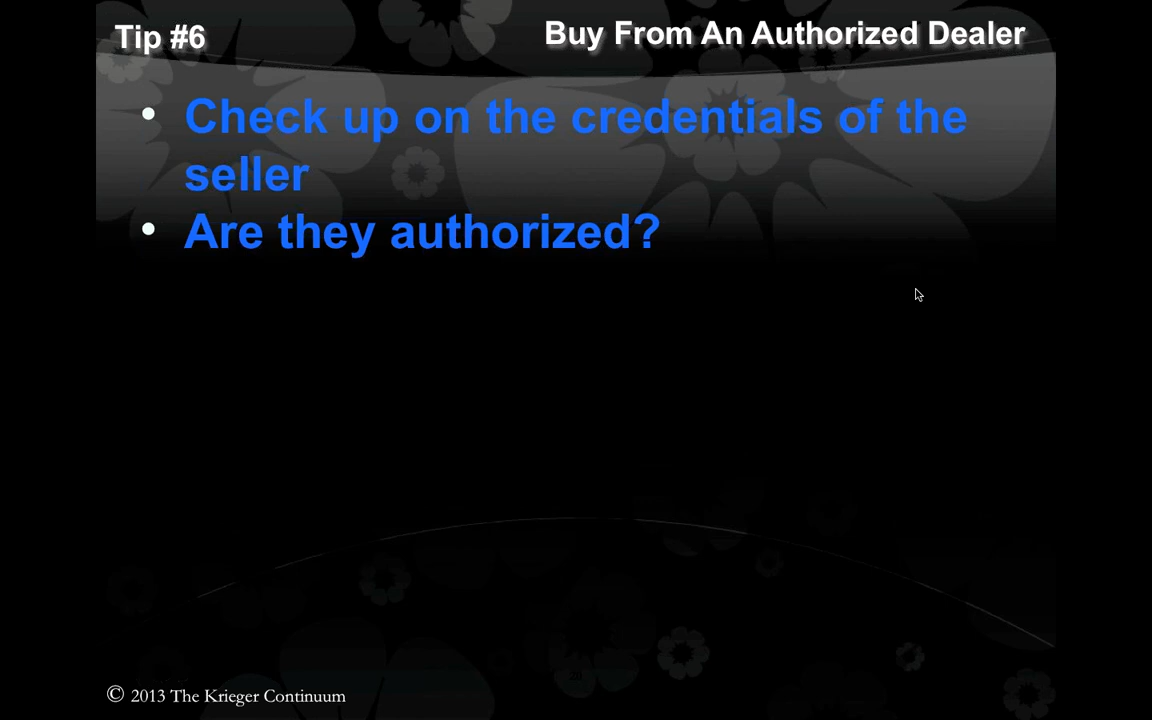 Tip #6
Buy From An Authorized Dealer
• Check up on the credentials of the
seller
• Are they authorized?
© 2013 The Krieger Continuum